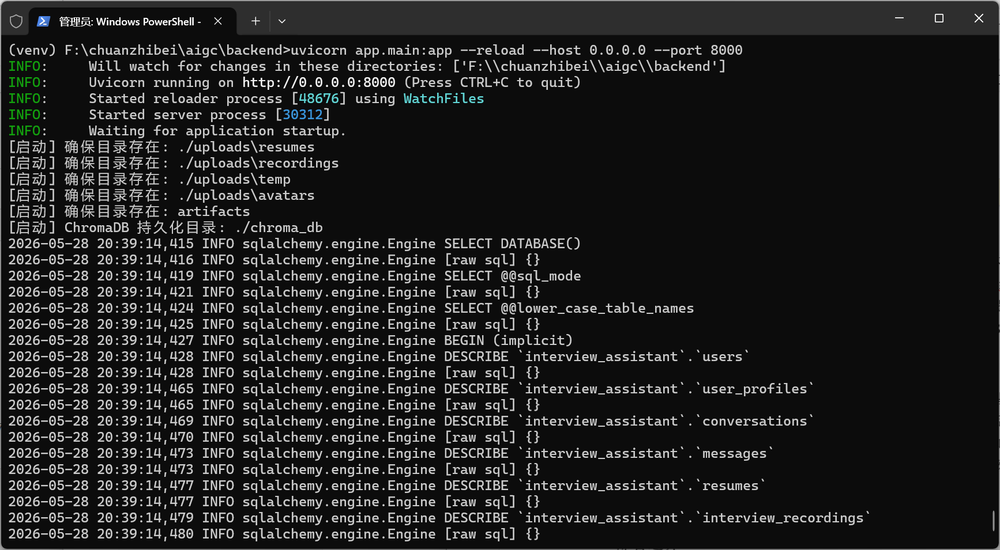 管理员: Windows PowerShell -
(venv) F:\chuanzhibei\aigc\backend>uvicorn app.main:app --reload --host 0.0.0.0 --port 8000
INFO:     Will watch for changes in these directories: ['F:\\chuanzhibei\\aigc\\backend']
INFO:     Uvicorn running on http://0.0.0.0:8000 (Press CTRL+C to quit)
INFO:     Started reloader process [48676] using WatchFiles
INFO:     Started server process [30312]
INFO:     Waiting for application startup.
[启动] 确保目录存在: ./uploads\resumes
[启动] 确保目录存在: ./uploads\recordings
[启动] 确保目录存在: ./uploads\temp
[启动] 确保目录存在: ./uploads\avatars
[启动] 确保目录存在: artifacts
[启动] ChromaDB 持久化目录: ./chroma_db
2026-05-28 20:39:14,415 INFO sqlalchemy.engine.Engine SELECT DATABASE()
2026-05-28 20:39:14,416 INFO sqlalchemy.engine.Engine [raw sql] {}
2026-05-28 20:39:14,419 INFO sqlalchemy.engine.Engine SELECT @@sql_mode
2026-05-28 20:39:14,421 INFO sqlalchemy.engine.Engine [raw sql] {}
2026-05-28 20:39:14,424 INFO sqlalchemy.engine.Engine SELECT @@lower_case_table_names
2026-05-28 20:39:14,425 INFO sqlalchemy.engine.Engine [raw sql] {}
2026-05-28 20:39:14,427 INFO sqlalchemy.engine.Engine BEGIN (implicit)
2026-05-28 20:39:14,428 INFO sqlalchemy.engine.Engine DESCRIBE `interview_assistant`.`users`
2026-05-28 20:39:14,428 INFO sqlalchemy.engine.Engine [raw sql] {}
2026-05-28 20:39:14,465 INFO sqlalchemy.engine.Engine DESCRIBE `interview_assistant`.`user_profiles`
2026-05-28 20:39:14,465 INFO sqlalchemy.engine.Engine [raw sql] {}
2026-05-28 20:39:14,469 INFO sqlalchemy.engine.Engine DESCRIBE `interview_assistant`.`conversations`
2026-05-28 20:39:14,470 INFO sqlalchemy.engine.Engine [raw sql] {}
2026-05-28 20:39:14,473 INFO sqlalchemy.engine.Engine DESCRIBE `interview_assistant`.`messages`
2026-05-28 20:39:14,473 INFO sqlalchemy.engine.Engine [raw sql] {}
2026-05-28 20:39:14,477 INFO sqlalchemy.engine.Engine DESCRIBE `interview_assistant`.`resumes`
2026-05-28 20:39:14,477 INFO sqlalchemy.engine.Engine [raw sql] {}
2026-05-28 20:39:14,479 INFO sqlalchemy.engine.Engine DESCRIBE `interview_assistant`.`interview_recordings`
2026-05-28 20:39:14,480 INFO sqlalchemy.engine.Engine [raw sql] {}